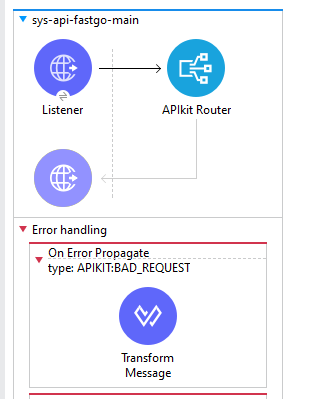 sys-api-fastgo-main
Listener
APIkit Router
Error handling
On Error Propagate
type: APIKIT:BAD_REQUEST
Transform
Message